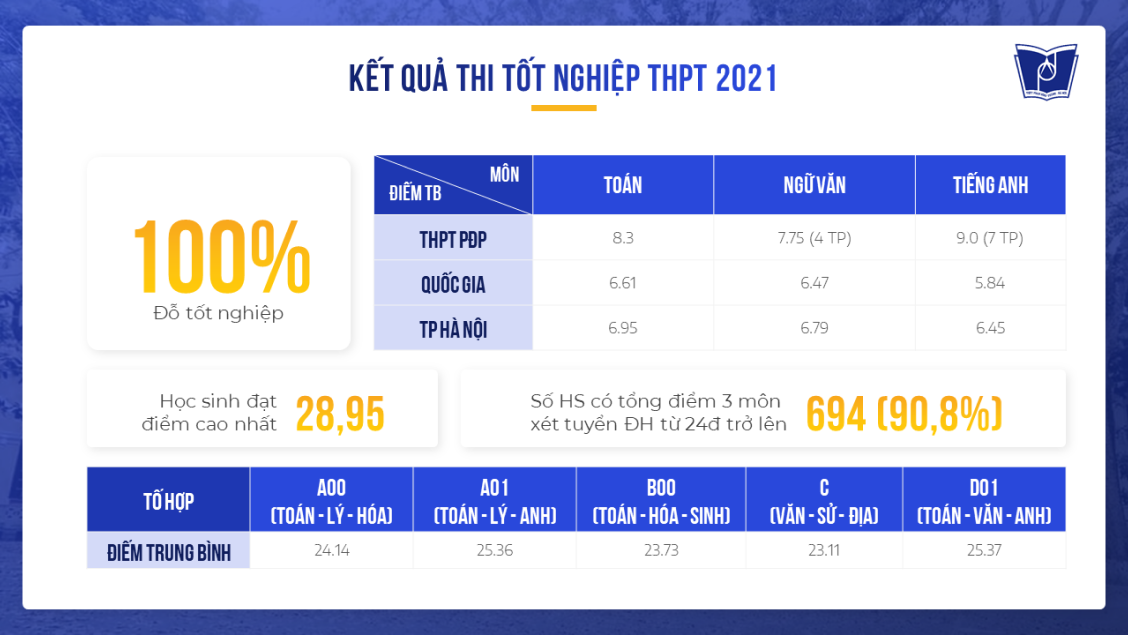 KẾT QUẢ THI TỐT NGHIỆP THPT 2021
100%
Đỗ tốt nghiệp
MÔN
ĐIỂM TB
TOÁN
NGỮ VĂN
TIẾNG ANH
THPT PĐP
8.3
7.75 (4 TP)
9.0 (7 TP)
QUỐC GIA
6.61
6.47
5.84
TP HÀ NỘI
6.95
6.79
6.45
Học sinh đạt
điểm cao nhất
28,95
Số HS có tổng điểm 3 môn
xét tuyển ĐH từ 24đ trở lên
694 (90,8%)
TỔ HỢP
A00
(TOÁN - LÝ - HÓA)
A01
(TOÁN - LÝ - ANH)
B00
(TOÁN - HÓA - SINH)
C
(VĂN - SỬ - ĐỊA)
D01
(TOÁN - VĂN - ANH)
ĐIỂM TRUNG BÌNH
24.14
25.36
23.73
23.11
25.37